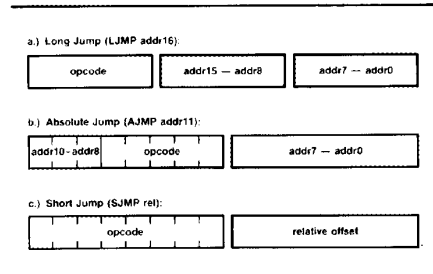 a.) Long Jump (LJMP addr16):
opcode addr15 — addr8 addr7 — addr0
b.) Absolute Jump (AJMP addr11):
addr10-addr8 opcode addr7 — addr0
c.) Short Jump (SJMP rel):
opcode relative offset